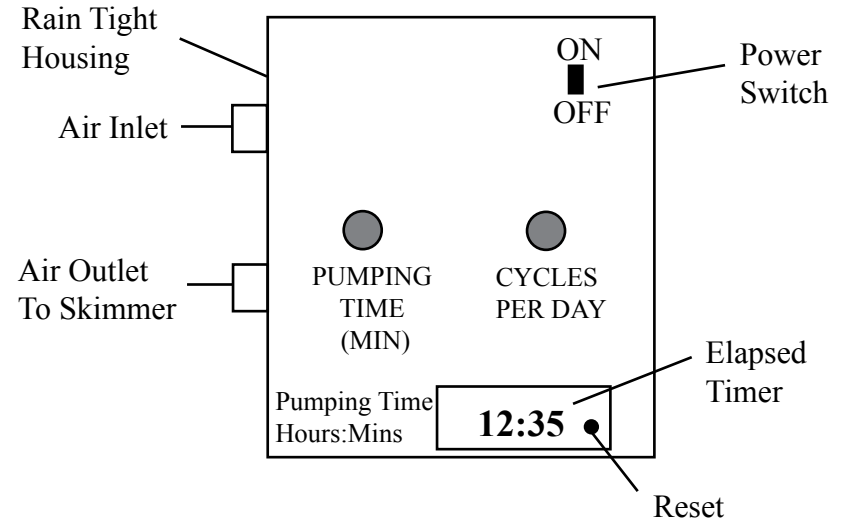 Rain Tight
Housing
ON
Power
Switch
OFF
Air Inlet
Air Outlet
To Skimmer
PUMPING
TIME
(MIN)
CYCLES
PER DAY
Elapsed
Timer
Pumping Time
Hours:Mins
12:35
Reset